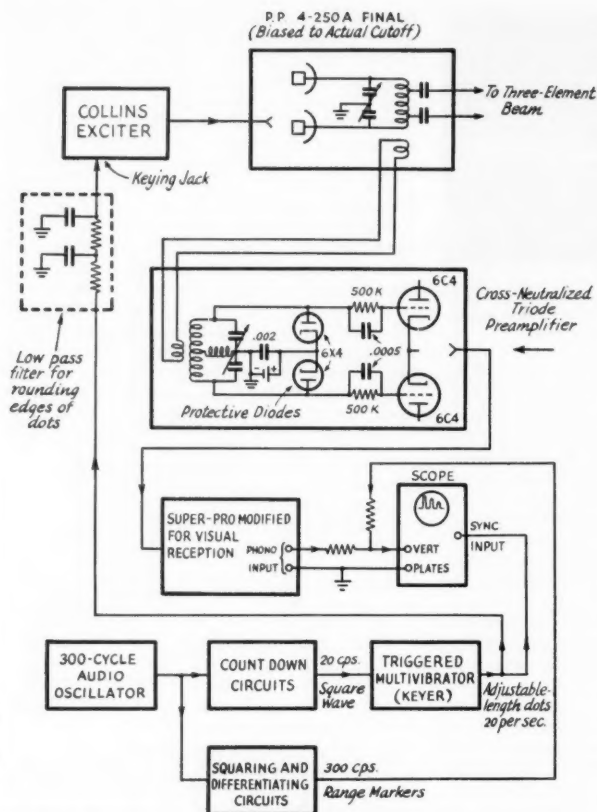 P.P. 4-250A FINAL
(Biased to Actual Cutoff)
COLLINS
EXCITER
To Three-Element
Beam
Keying Jack
Low pass
filter for
rounding
edges of
dots
500 K
6C4
Cross-Neutralized
Triode
Preamplifier
.002
6X4
.0005
Protective Diodes
500 K
6C4
SCOPE
SUPER-PRO MODIFIED
FOR VISUAL
RECEPTION
PHONO
INPUT
VERT
PLATES
SYNC
INPUT
300-CYCLE
AUDIO
OSCILLATOR
COUNT DOWN
CIRCUITS
20 cps.
Square
Wave
TRIGGERED
MULTIVIBRATOR
(KEYER)
Adjustable-
length dots
20 per sec.
SQUARING AND
DIFFERENTIATING
CIRCUITS
300 cps.
Range Markers